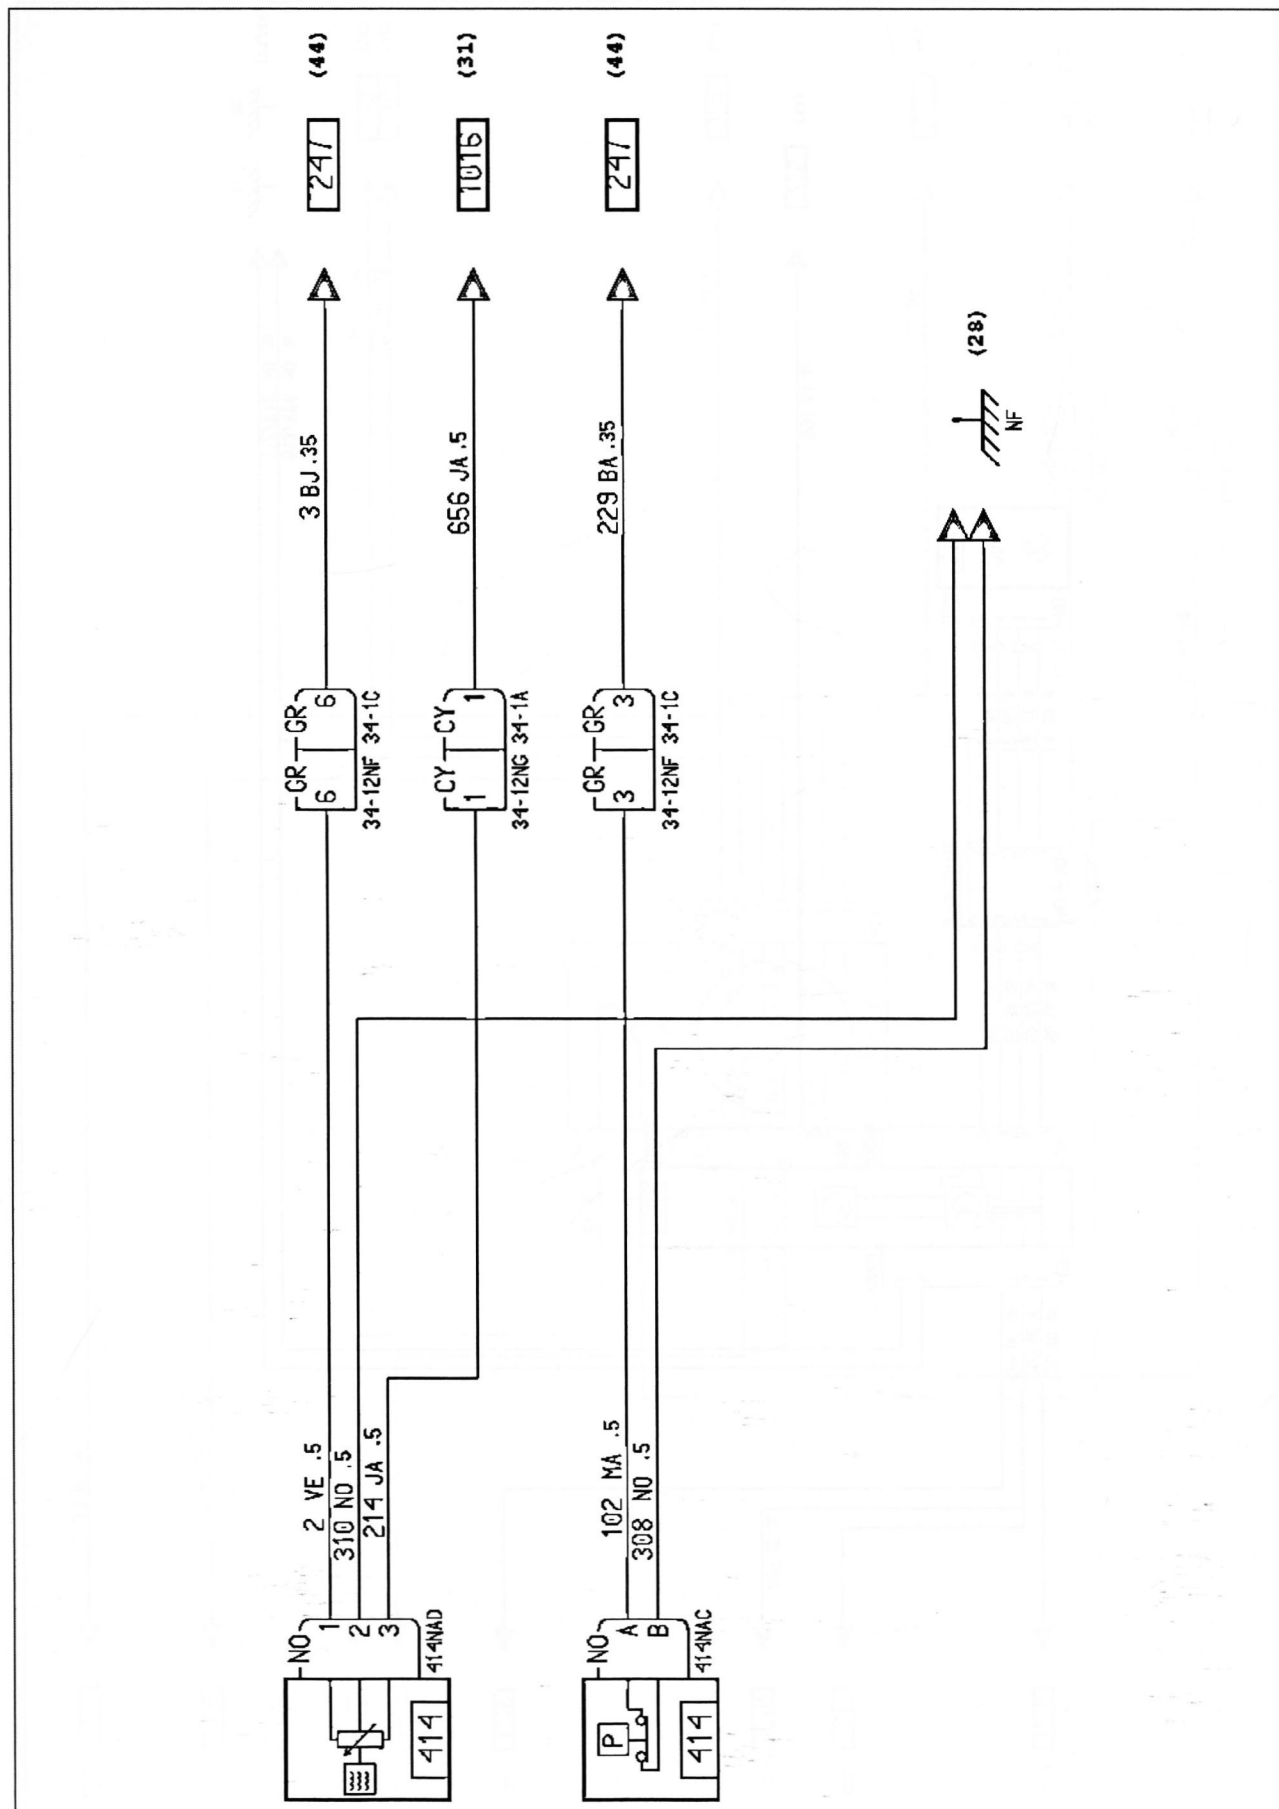 (44)
247
(31)
1016
(44)
247
(28)
NF
3 BJ .35
656 JA .5
229 BA .35
GR GR
6 6
34-12NF 34-1C
CY CY
1 1
34-12NG 34-1A
GR GR
3 3
34-12NF 34-1C
2 VE .5
310 NO .5
214 JA .5
102 MA .5
308 NO .5
NO
1
2
3
414NAD
414
NO
A
B
414NAC
P
414